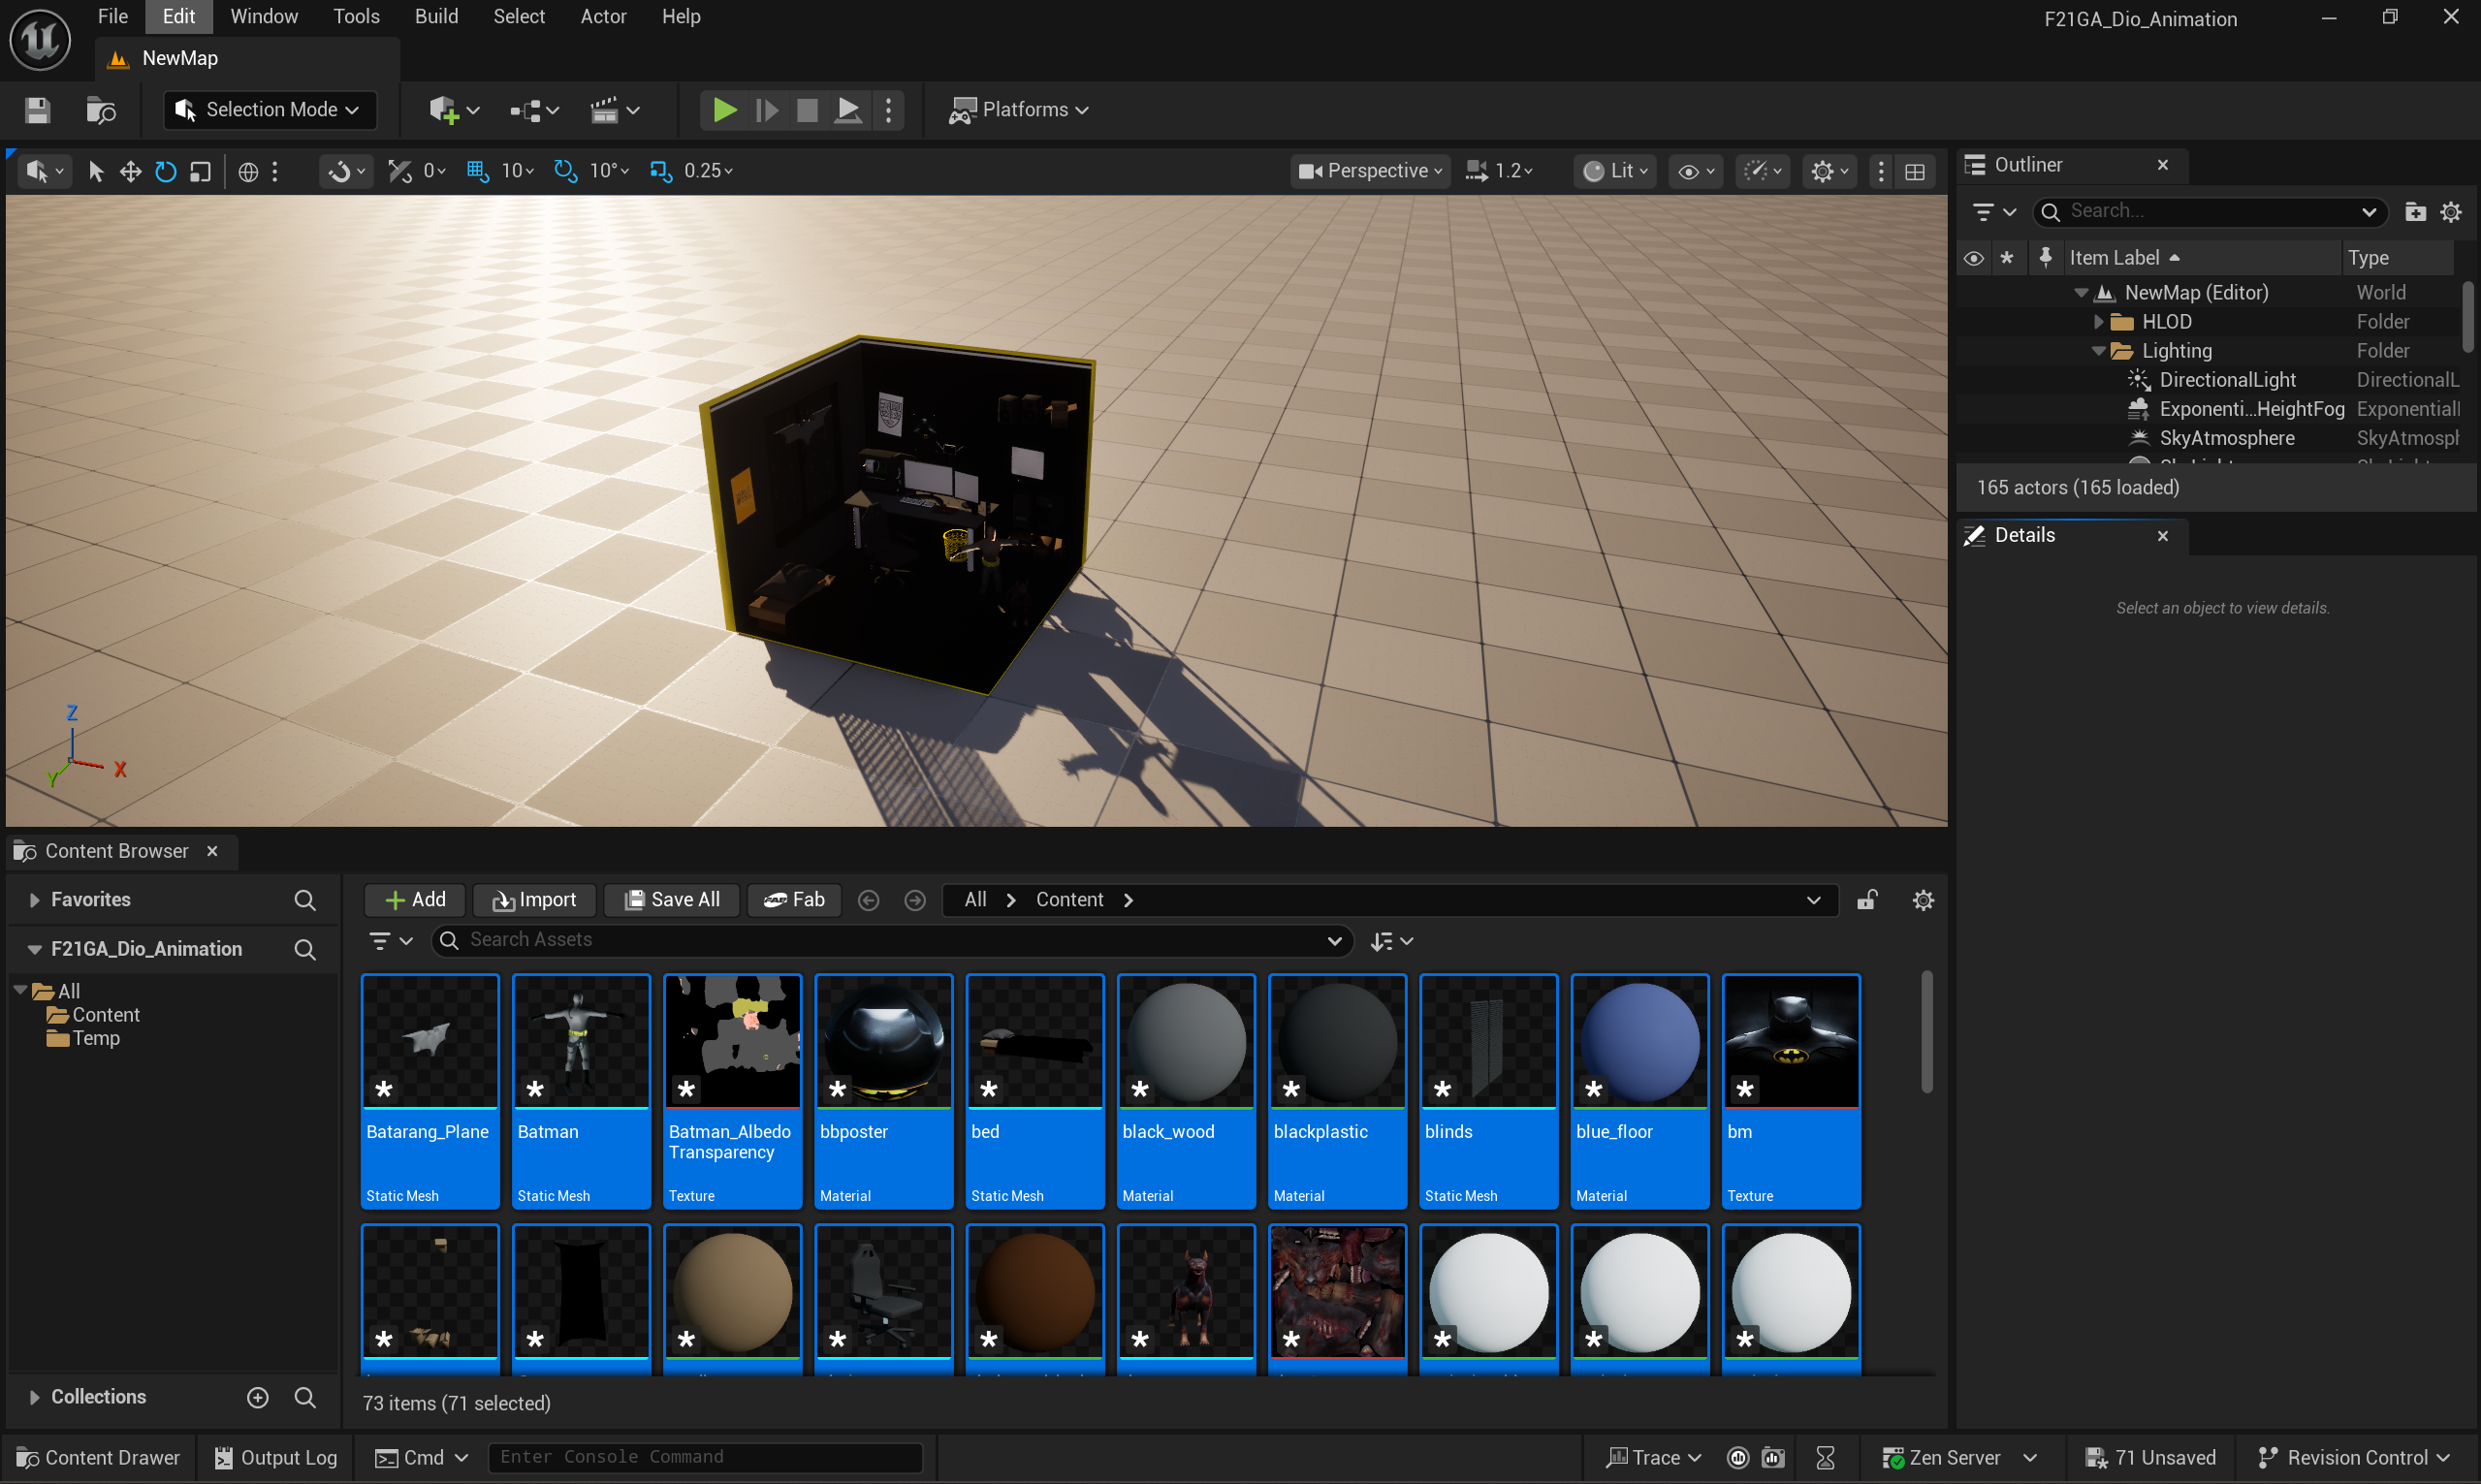 File Edit Window Tools Build Select Actor Help
F21GA_Dio_Animation
NewMap
Selection Mode
Platforms
0 10 10° 0.25
Perspective 1.2 Lit
Z
X
Y
Outliner
Search...
Item Label Type
NewMap (Editor) World
HLOD Folder
Lighting Folder
DirectionalLight DirectionalL
Exponenti...HeightFog Exponential
SkyAtmosphere SkyAtmosph
165 actors (165 loaded)
Details
Select an object to view details.
Content Browser
Favorites
F21GA_Dio_Animation
All
Content
Temp
Collections
Add Import Save All Fab All Content
Search Assets
Batarang_Plane Batman Batman_Albedo bbposter bed black_wood blackplastic blinds blue_floor bm
Transparency
Static Mesh Static Mesh Texture Material Static Mesh Material Material Static Mesh Material Texture
73 items (71 selected)
Content Drawer Output Log Cmd Enter Console Command Trace Zen Server 71 Unsaved Revision Control